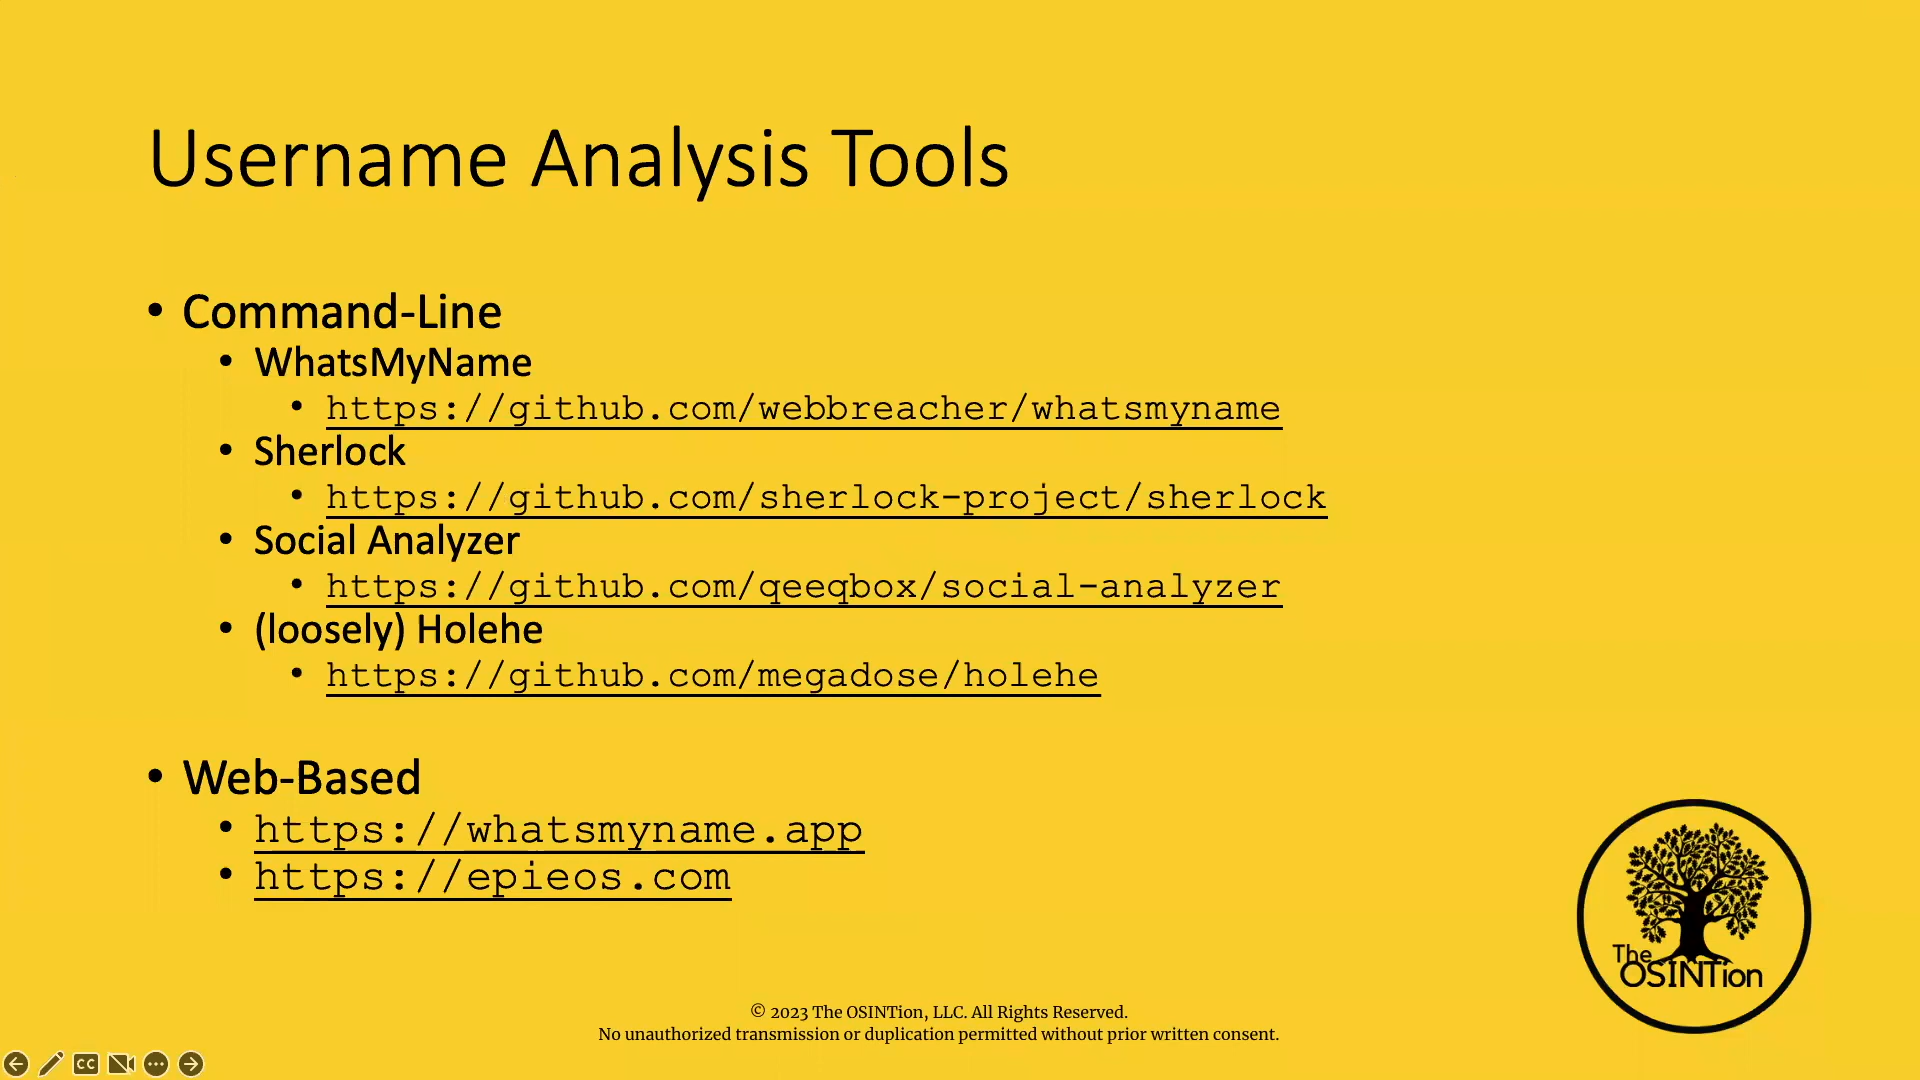 Username Analysis Tools
• Command-Line
• WhatsMyName
• https://github.com/webbreacher/whatsmyname
• Sherlock
• https://github.com/sherlock-project/sherlock
• Social Analyzer
• https://github.com/qeeqbox/social-analyzer
• (loosely) Holehe
• https://github.com/megadose/holehe
• Web-Based
• https://whatsmyname.app
• https://epieos.com
The
OSINTion
© 2023 The OSINTion, LLC. All Rights Reserved.
No unauthorized transmission or duplication permitted without prior written consent.
CC